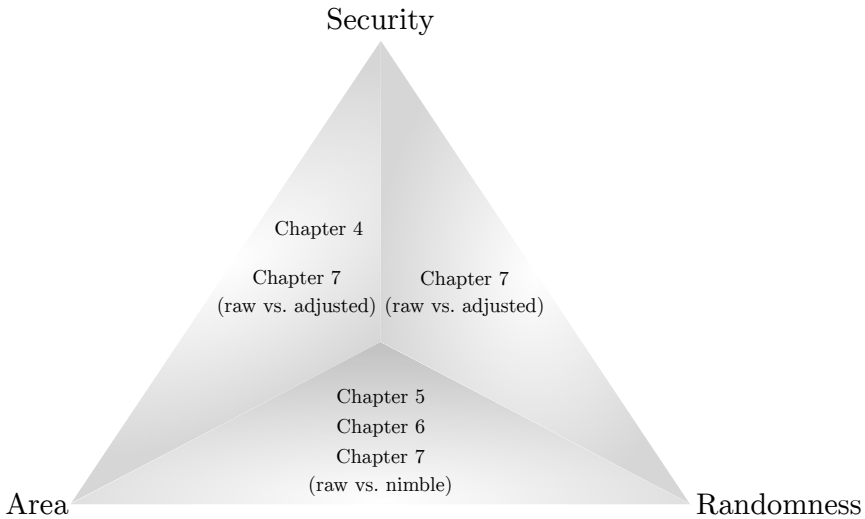 Security
Chapter 4
Chapter 7
(raw vs. adjusted)
Chapter 7
(raw vs. adjusted)
Chapter 5
Chapter 6
Chapter 7
(raw vs. nimble)
Area
Randomness